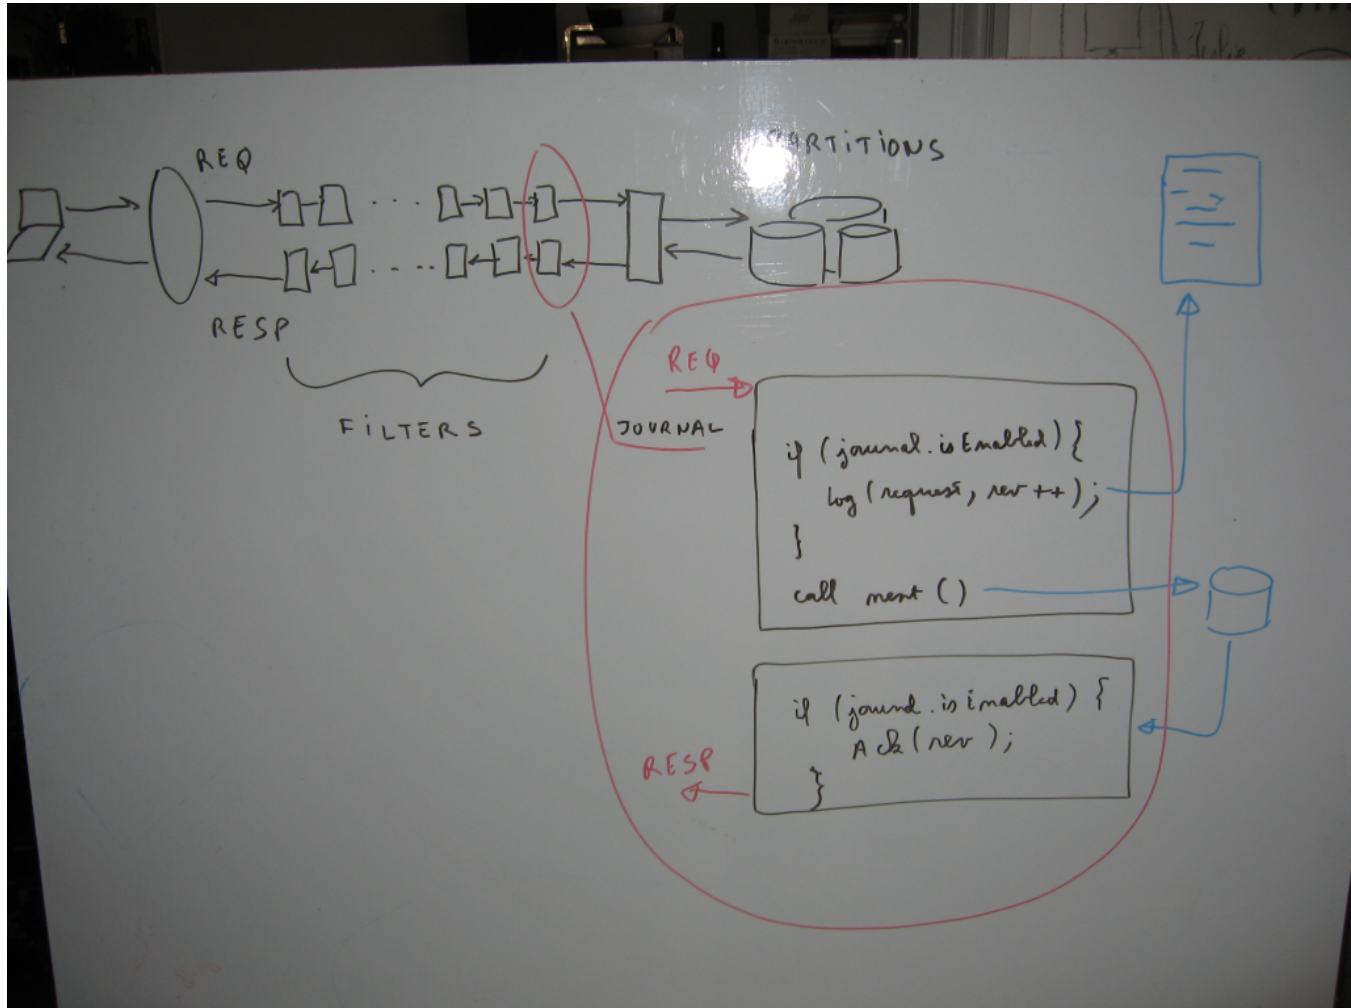 Julie
PARTITIONS
REQ
RESP
FILTERS
REQ
JOURNAL
if (journal.isEnabled) {
log(request, rev++);
}
call next ()
if (journal.isEnabled) {
Ack(rev);
}
RESP